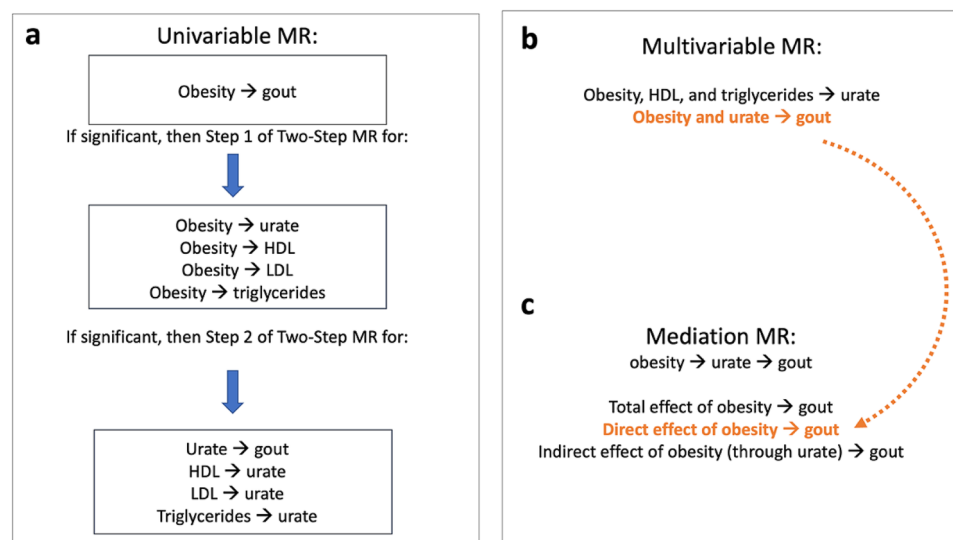 a
Univariable MR:
Obesity → gout
If significant, then Step 1 of Two-Step MR for:
Obesity → urate
Obesity → HDL
Obesity → LDL
Obesity → triglycerides
If significant, then Step 2 of Two-Step MR for:
Urate → gout
HDL → urate
LDL → urate
Triglycerides → urate
b
Multivariable MR:
Obesity, HDL, and triglycerides → urate
Obesity and urate → gout
c
Mediation MR:
obesity → urate → gout
Total effect of obesity → gout
Direct effect of obesity → gout
Indirect effect of obesity (through urate) → gout